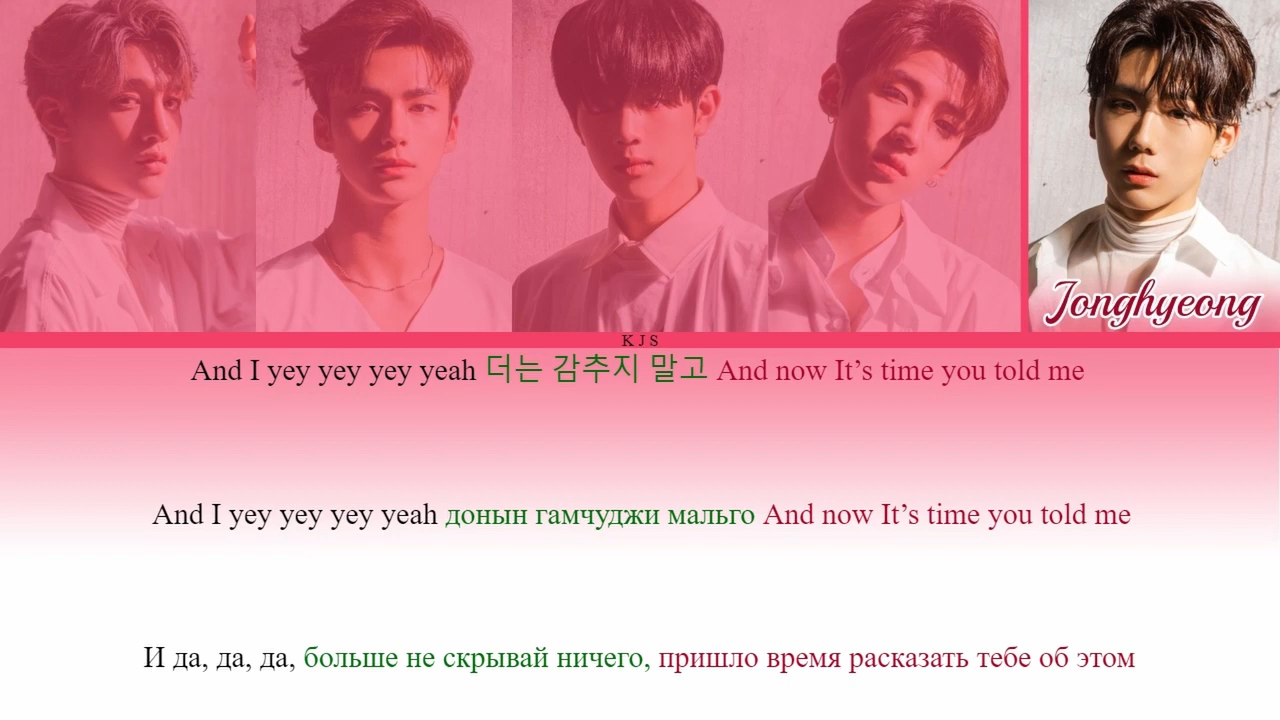 Jonghyeong
K J S
And I yey yey yey yeah 더는 감추지 말고 And now It’s time you told me
And I yey yey yey yeah донын гамчуджи мальго And now It’s time you told me
И да, да, да, больше не скрывай ничего, пришло время расказать тебе об этом